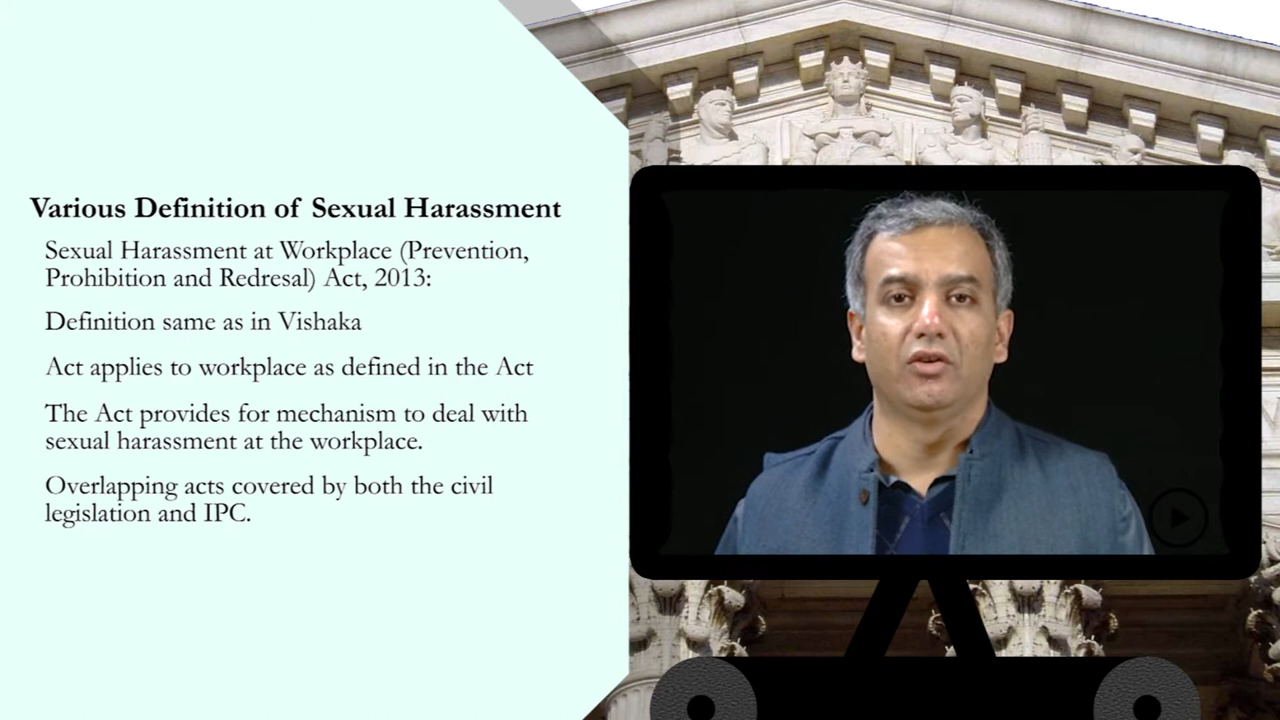 Various Definition of Sexual Harassment
Sexual Harassment at Workplace (Prevention,
Prohibition and Redresal) Act, 2013:
Definition same as in Vishaka
Act applies to workplace as defined in the Act
The Act provides for mechanism to deal with
sexual harassment at the workplace.
Overlapping acts covered by both the civil
legislation and IPC.